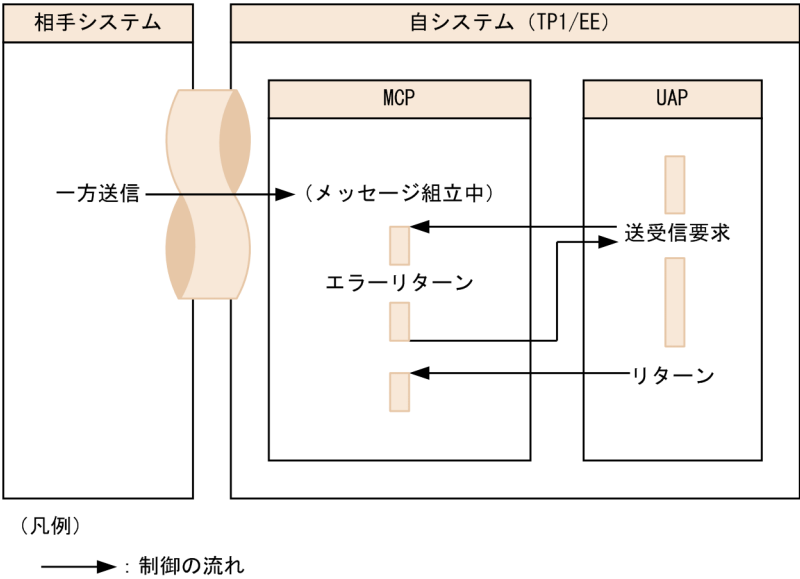 相手システム
自システム(TP1/EE)
MCP
UAP
一方送信
(メッセージ組立中)
送受信要求
エラーリターン
リターン
(凡例)
:制御の流れ